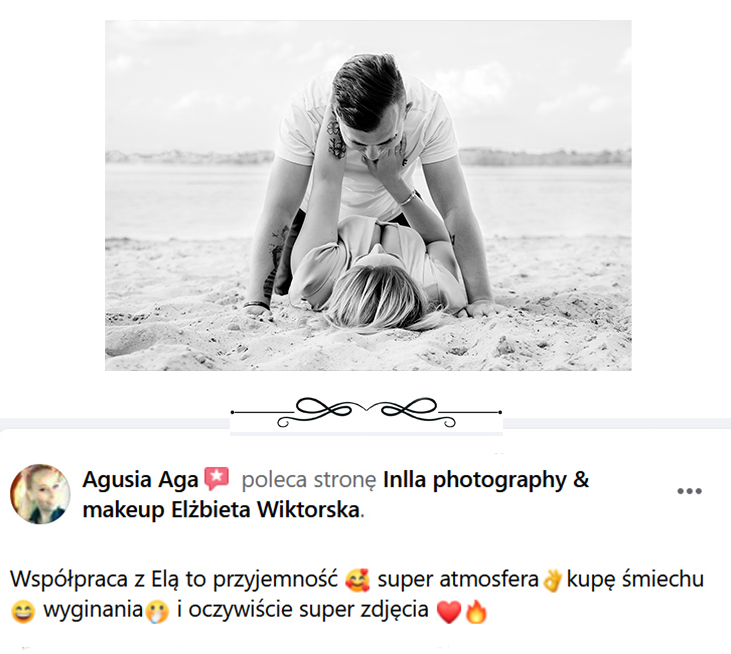 Agusia Aga poleca stronę Inlla photography &
makeup Elżbieta Wiktorska.
Współpraca z Elą to przyjemność 🥰 super atmosfera👌kupę śmiechu
😄 wyginania🫣 i oczywiście super zdjęcia ❤️🔥